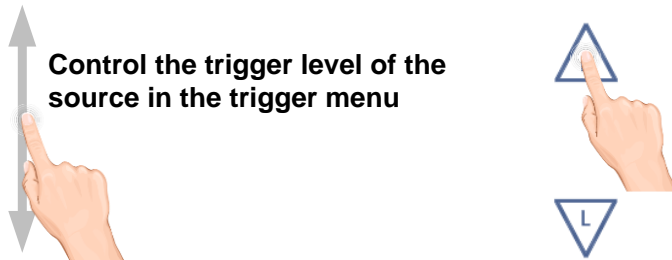 Control the trigger level of the
source in the trigger menu
L